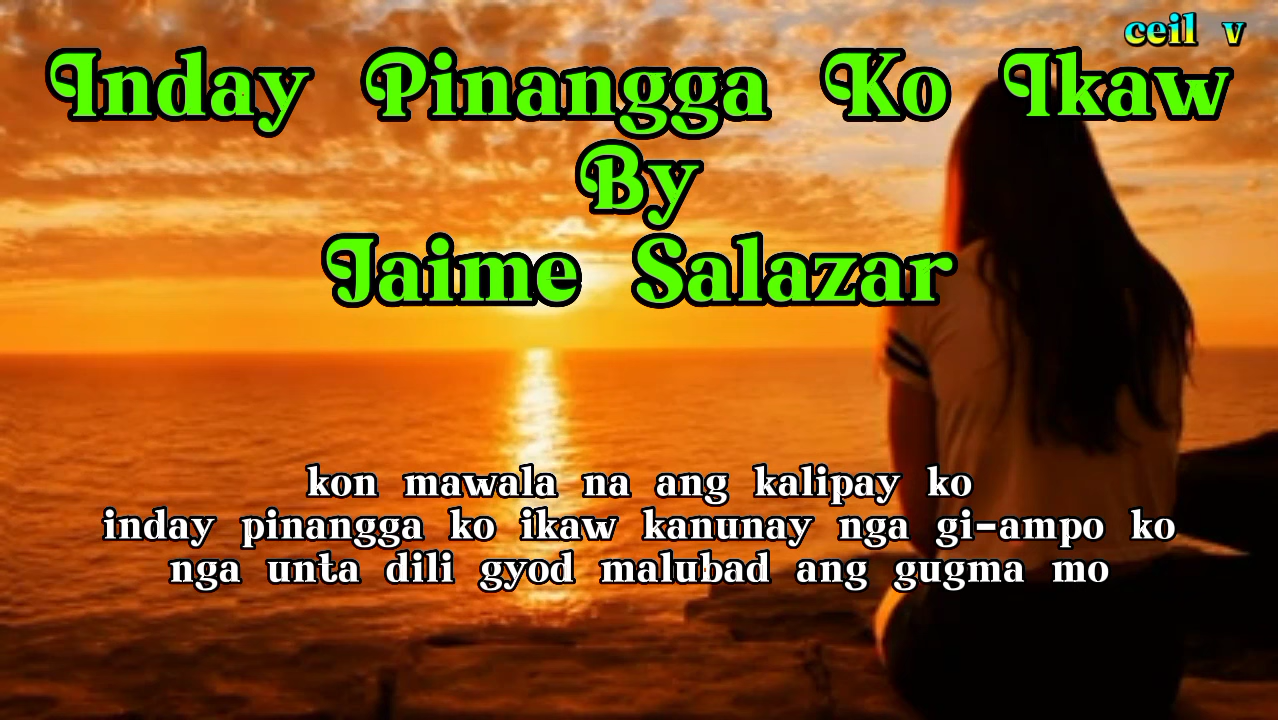 ceil v
Inday Pinangga Ko Ikaw
By
Jaime Salazar
kon mawala na ang kalipay ko
inday pinangga ko ikaw kanunay nga gi-ampo ko
nga unta dili gyod malubad ang gugma mo